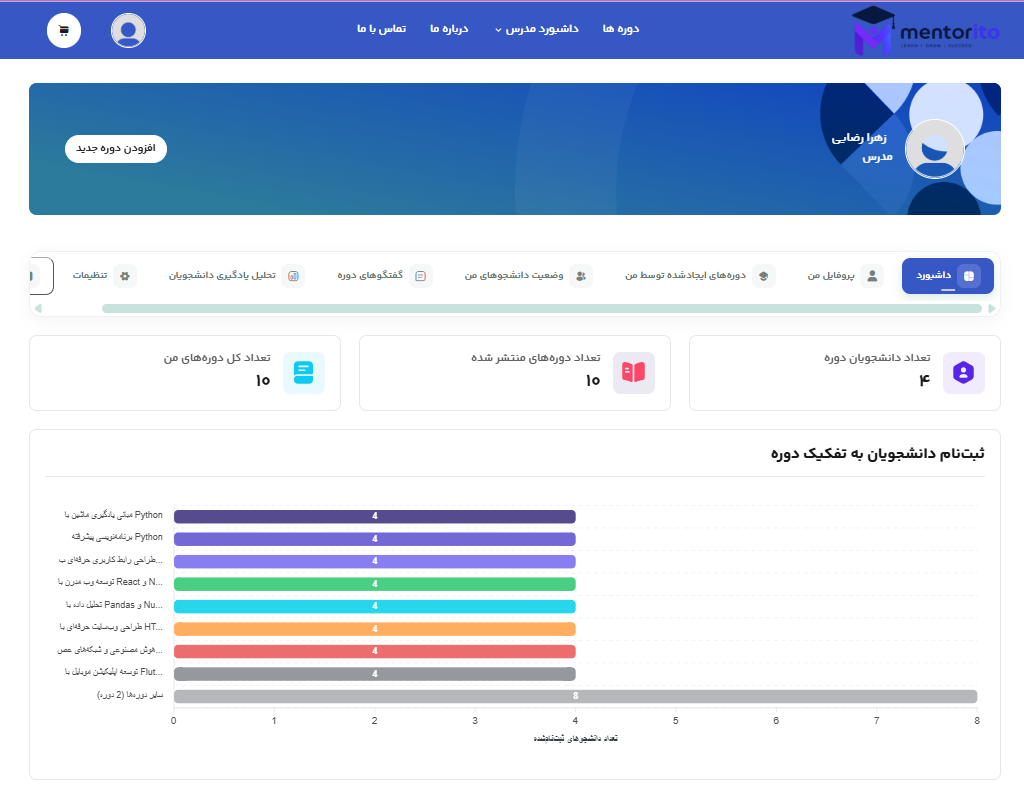 mentorito
LEARN • GROW • SUCCEED
دوره ها
داشبورد مدرس
درباره ما
تماس با ما
زهرا رضایی
مدرس
افزودن دوره جدید
داشبورد
پروفایل من
دوره‌های ایجادشده توسط من
وضعیت دانشجوهای من
گفتگوهای دوره
تحلیل یادگیری دانشجویان
تنظیمات
تعداد دانشجویان دوره
۴
تعداد دوره‌های منتشر شده
۱۰
تعداد کل دوره‌های من
۱۰
ثبت‌نام دانشجویان به تفکیک دوره
مبانی یادگیری ماشین با Python
4
برنامه‌نویسی پیشرفته Python
4
طراحی رابط کاربری حرفه‌ای ب...
4
توسعه وب مدرن با React و N...
4
تحلیل داده با Pandas و Nu...
4
طراحی وب‌سایت حرفه‌ای با HT...
4
هوش مصنوعی و شبکه‌های عص...
4
توسعه اپلیکیشن موبایل با Flut...
4
سایر دوره‌ها (2 دوره)
8
0 1 2 3 4 5 6 7 8
تعداد دانشجوهای ثبت‌نام‌شده